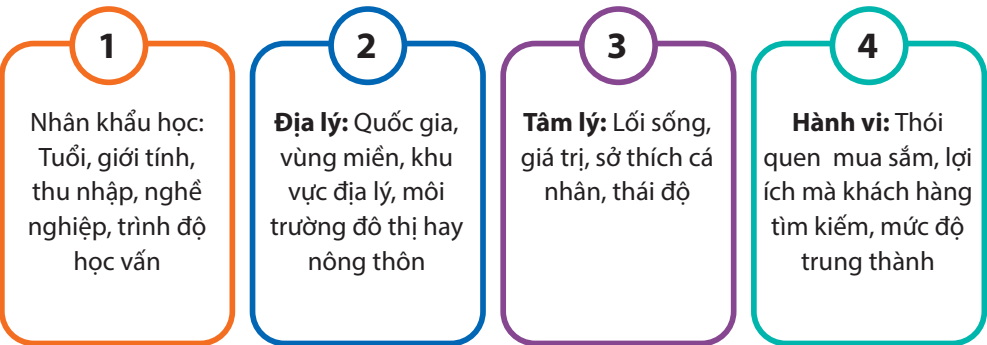 1
Nhân khẩu học:
Tuổi, giới tính,
thu nhập, nghề
nghiệp, trình độ
học vấn
2
Địa lý: Quốc gia,
vùng miền, khu
vực địa lý, môi
trường đô thị hay
nông thôn
3
Tâm lý: Lối sống,
giá trị, sở thích cá
nhân, thái độ
4
Hành vi: Thói
quen mua sắm, lợi
ích mà khách hàng
tìm kiếm, mức độ
trung thành